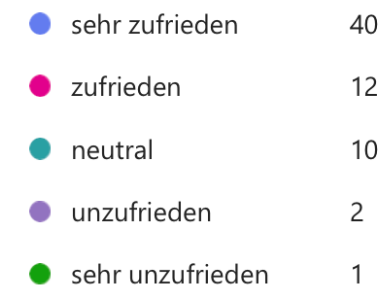 sehr zufrieden 40
zufrieden 12
neutral 10
unzufrieden 2
sehr unzufrieden 1